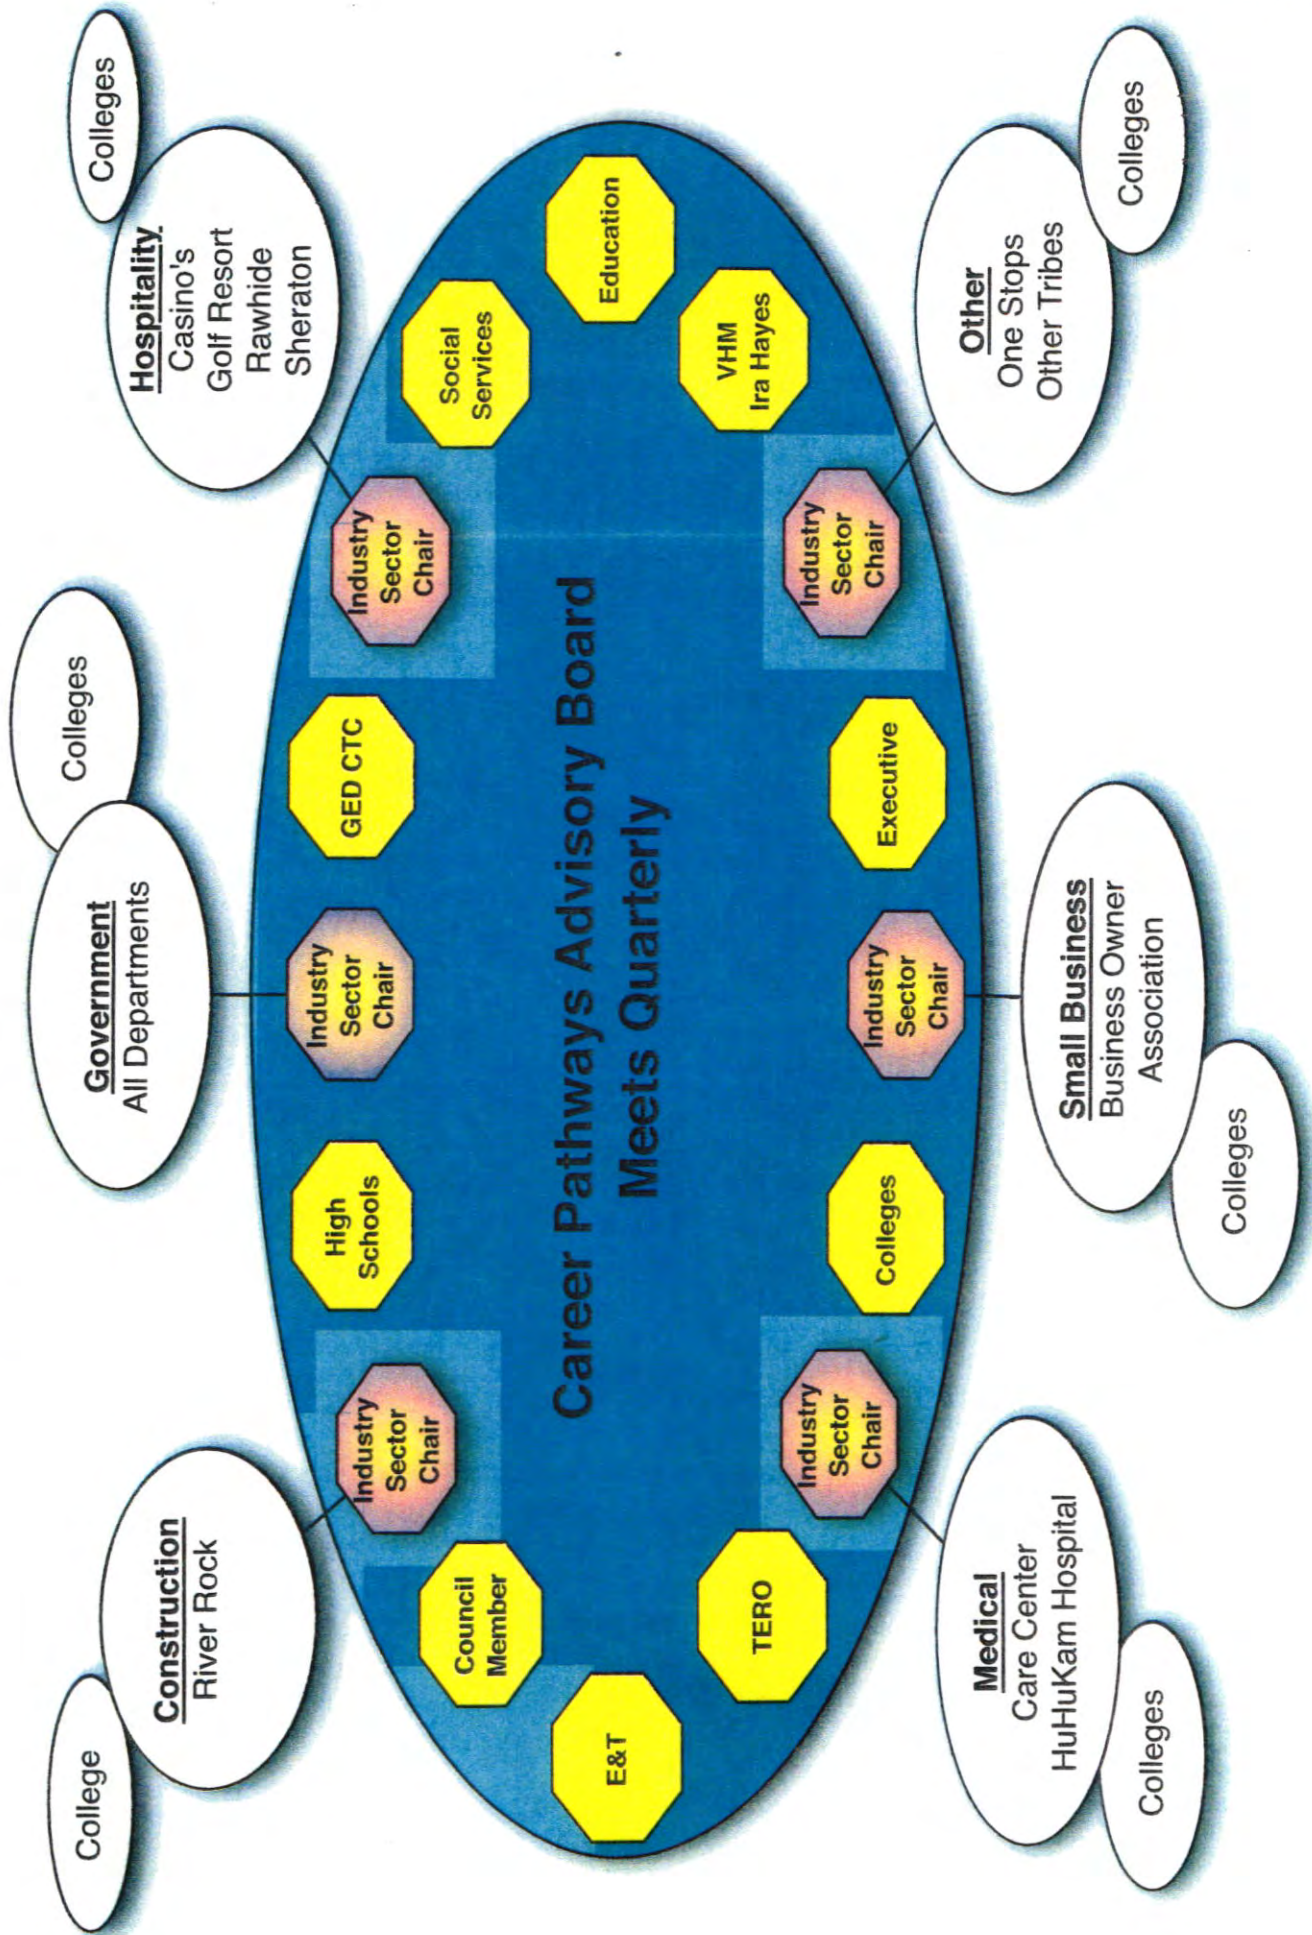 College
Construction
River Rock
Colleges
Government
All Departments
Colleges
Hospitality
Casino's
Golf Resort
Rawhide
Sheraton
Industry
Sector
Chair
High
Schools
Industry
Sector
Chair
GED CTC
Industry
Sector
Chair
Council
Member
Social
Services
E&T
Career Pathways Advisory Board
Meets Quarterly
Education
TERO
VHM
Ira Hayes
Industry
Sector
Chair
Colleges
Industry
Sector
Chair
Executive
Industry
Sector
Chair
Medical
Care Center
HuHuKam Hospital
Colleges
Small Business
Business Owner
Association
Colleges
Other
One Stops
Other Tribes
Colleges